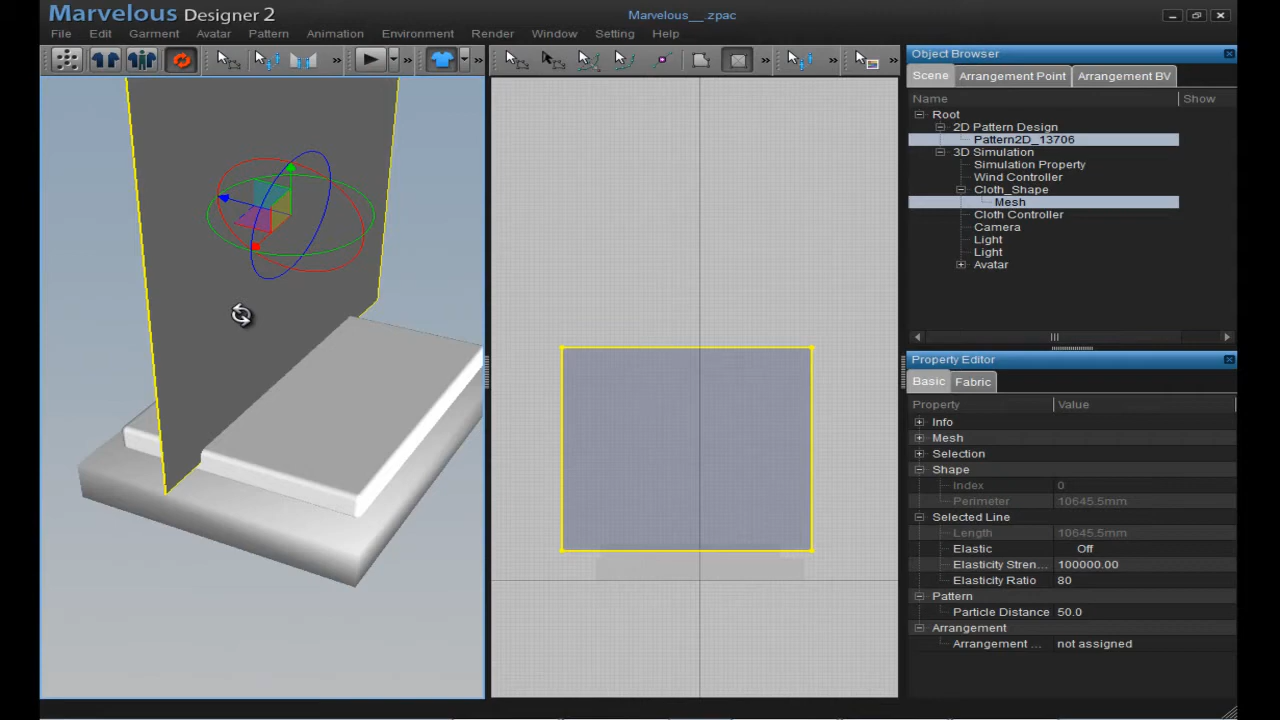 Marvelous Designer 2
Marvelous__.zpac
File Edit Garment Avatar Pattern Animation Environment Render Window Setting Help
» » » » » »
Object Browser
Scene Arrangement Point Arrangement BV
Name Show
Root
2D Pattern Design
Pattern2D_13706
3D Simulation
Simulation Property
Wind Controller
Cloth_Shape
Mesh
Cloth Controller
Camera
Light
Light
Avatar
Property Editor
Basic Fabric
Property Value
Info
Mesh
Selection
Shape
Index 0
Perimeter 10645.5mm
Selected Line
Length 10645.5mm
Elastic Off
Elasticity Stren... 100000.00
Elasticity Ratio 80
Pattern
Particle Distance 50.0
Arrangement
Arrangement ... not assigned